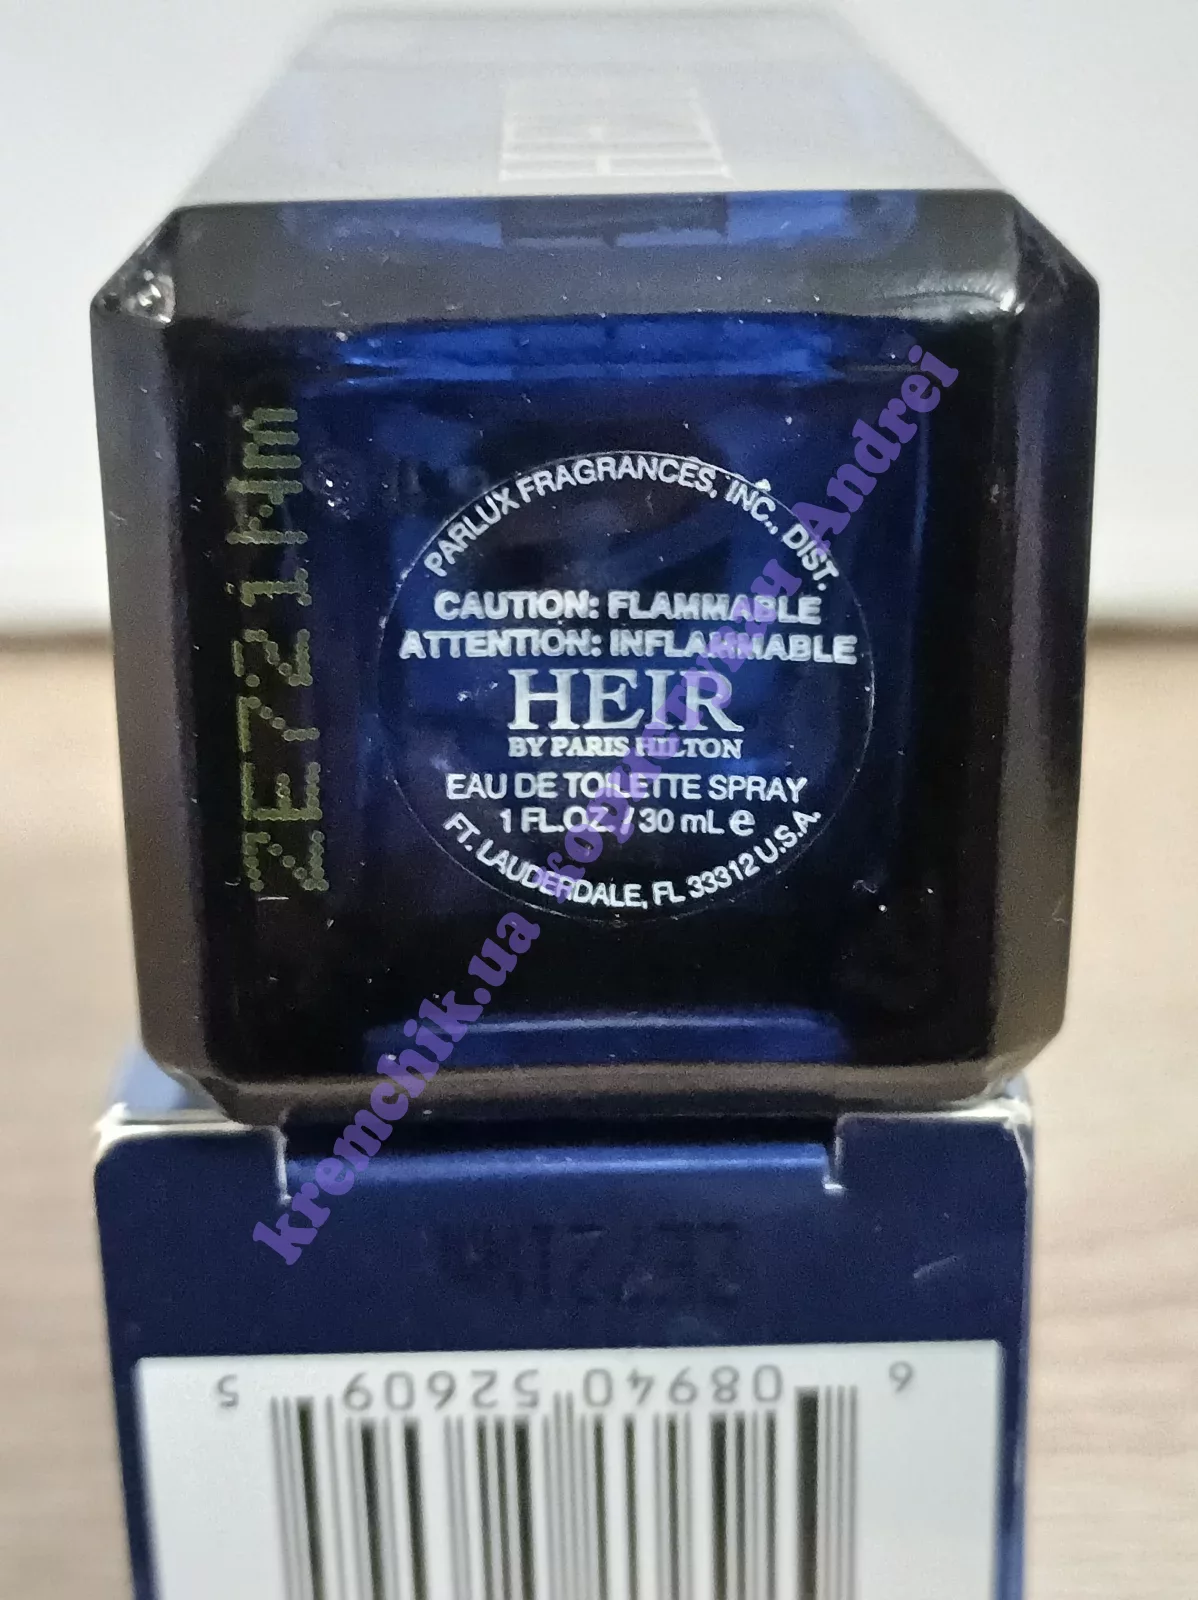 PARLUX FRAGRANCES, INC., DIST.
CAUTION: FLAMMABLE
ATTENTION: INFLAMMABLE
HEIR
BY PARIS HILTON
EAU DE TOILETTE SPRAY
1 FL.OZ. / 30 mL e
FT. LAUDERDALE, FL 33312 U.S.A.
kremchik.ua користувач Andrei
6 08940 52609 5